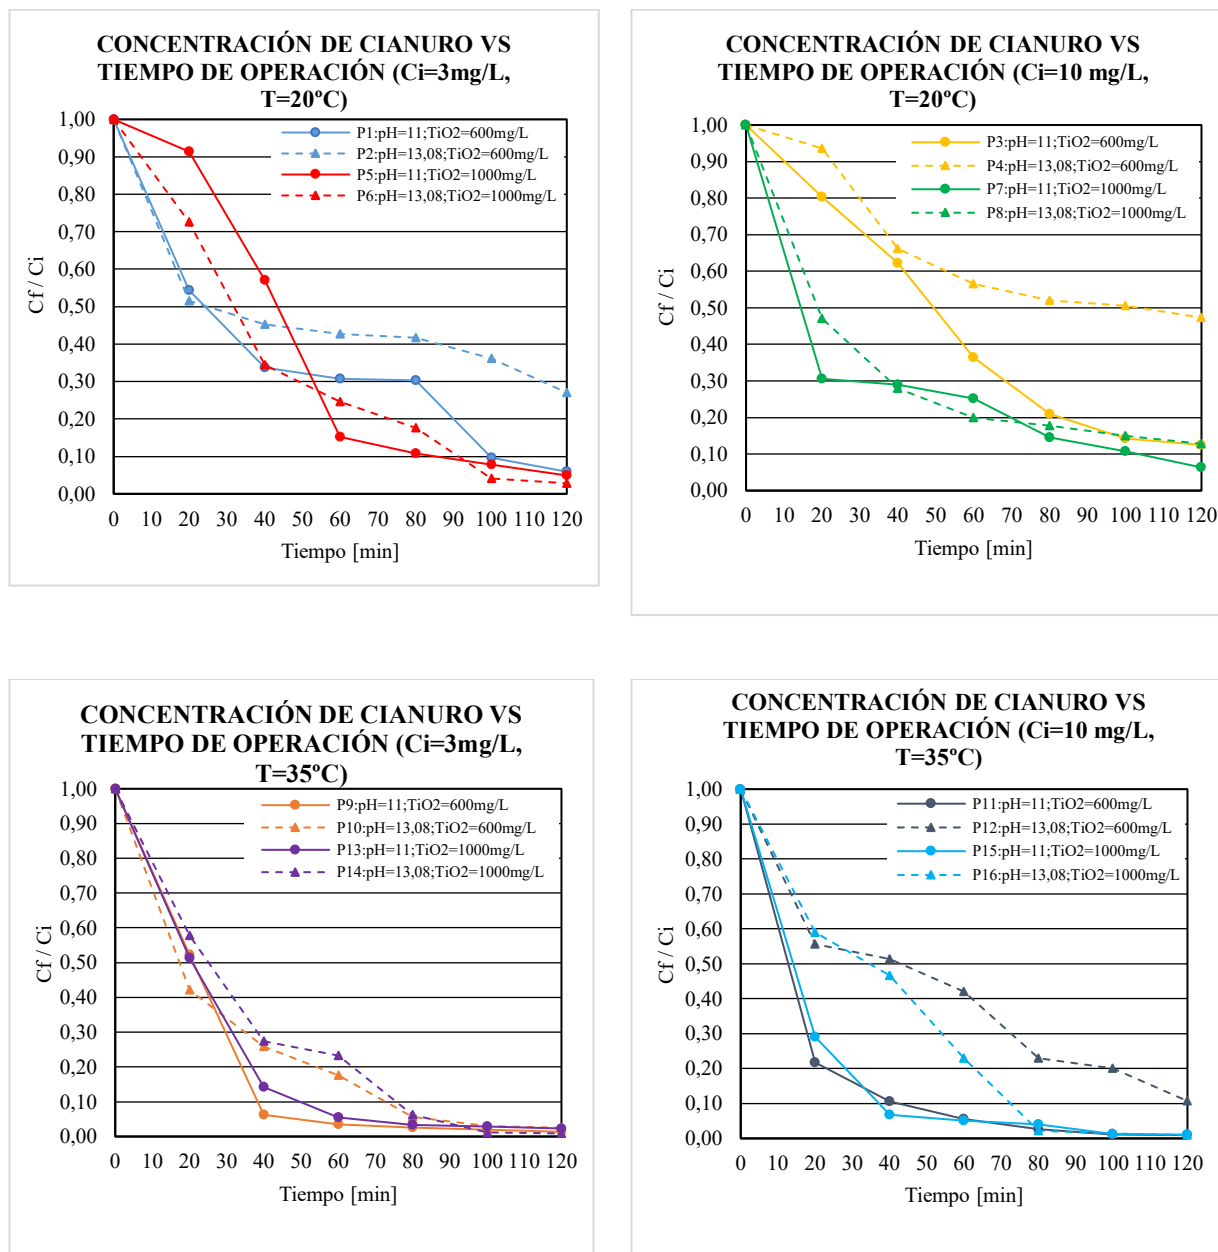 CONCENTRACIÓN DE CIANURO VS
TIEMPO DE OPERACIÓN (Ci=3mg/L,
T=20ºC)
1,00
0,90
0,80
0,70
0,60
0,50
0,40
0,30
0,20
0,10
0,00
Cf / Ci
P1:pH=11;TiO2=600mg/L
P2:pH=13,08;TiO2=600mg/L
P5:pH=11;TiO2=1000mg/L
P6:pH=13,08;TiO2=1000mg/L
0 10 20 30 40 50 60 70 80 90 100 110 120
Tiempo [min]
CONCENTRACIÓN DE CIANURO VS
TIEMPO DE OPERACIÓN (Ci=10 mg/L,
T=20ºC)
1,00
0,90
0,80
0,70
0,60
0,50
0,40
0,30
0,20
0,10
0,00
Cf / Ci
P3:pH=11;TiO2=600mg/L
P4:pH=13,08;TiO2=600mg/L
P7:pH=11;TiO2=1000mg/L
P8:pH=13,08;TiO2=1000mg/L
0 10 20 30 40 50 60 70 80 90 100 110 120
Tiempo [min]
CONCENTRACIÓN DE CIANURO VS
TIEMPO DE OPERACIÓN (Ci=3mg/L,
T=35ºC)
1,00
0,90
0,80
0,70
0,60
0,50
0,40
0,30
0,20
0,10
0,00
Cf / Ci
P9:pH=11;TiO2=600mg/L
P10:pH=13,08;TiO2=600mg/L
P13:pH=11;TiO2=1000mg/L
P14:pH=13,08;TiO2=1000mg/L
0 10 20 30 40 50 60 70 80 90 100 110 120
Tiempo [min]
CONCENTRACIÓN DE CIANURO VS
TIEMPO DE OPERACIÓN (Ci=10 mg/L,
T=35ºC)
1,00
0,90
0,80
0,70
0,60
0,50
0,40
0,30
0,20
0,10
0,00
Cf / Ci
P11:pH=11;TiO2=600mg/L
P12:pH=13,08;TiO2=600mg/L
P15:pH=11;TiO2=1000mg/L
P16:pH=13,08;TiO2=1000mg/L
0 10 20 30 40 50 60 70 80 90 100 110 120
Tiempo [min]